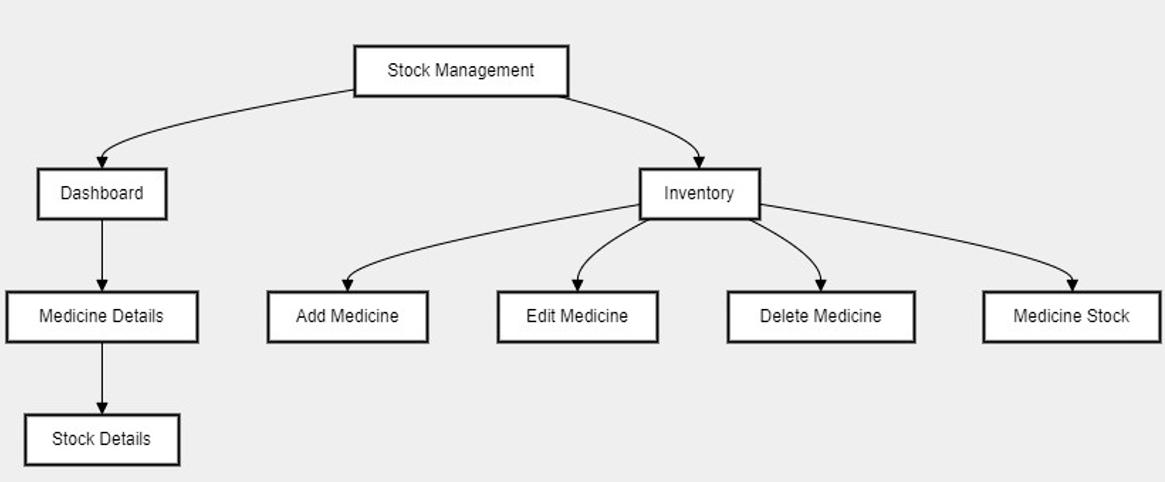 Stock Management
Dashboard
Inventory
Medicine Details
Add Medicine
Edit Medicine
Delete Medicine
Medicine Stock
Stock Details